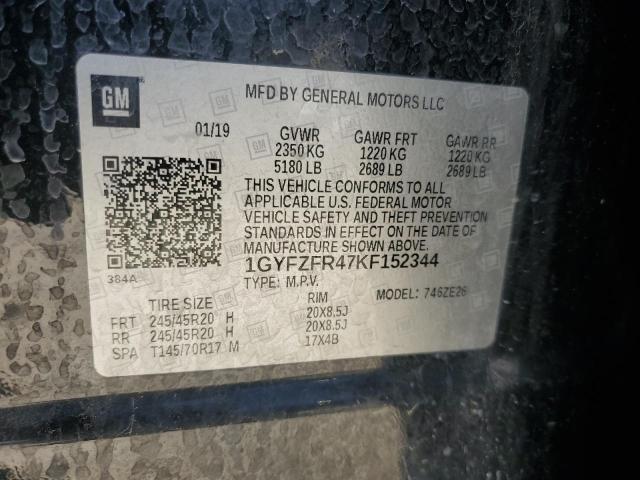 GM
MFD BY GENERAL MOTORS LLC
01/19 GVWR GAWR FRT GAWR RR
2350 KG 1220 KG 1220 KG
5180 LB 2689 LB 2689 LB
THIS VEHICLE CONFORMS TO ALL
APPLICABLE U.S. FEDERAL MOTOR
VEHICLE SAFETY AND THEFT PREVENTION
STANDARDS IN EFFECT ON THE DATE OF
MANUFACTURE SHOWN ABOVE.
384A 1GYFZFR47KF152344
TYPE: M.P.V. MODEL: 746ZE26
TIRE SIZE RIM
FRT 245/45R20 H 20X8.5J
RR 245/45R20 H 20X8.5J
SPA T145/70R17 M 17X4B